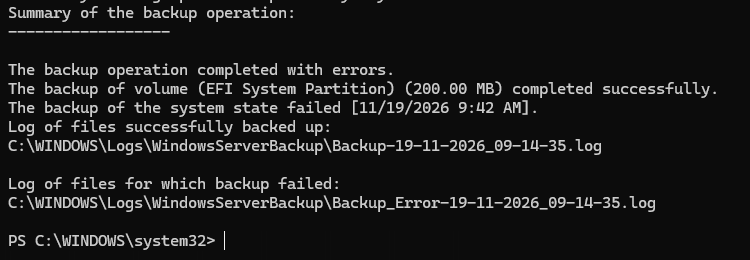 Summary of the backup operation:
------------------
The backup operation completed with errors.
The backup of volume (EFI System Partition) (200.00 MB) completed successfully.
The backup of the system state failed [11/19/2026 9:42 AM].
Log of files successfully backed up:
C:\WINDOWS\Logs\WindowsServerBackup\Backup-19-11-2026_09-14-35.log
Log of files for which backup failed:
C:\WINDOWS\Logs\WindowsServerBackup\Backup_Error-19-11-2026_09-14-35.log
PS C:\WINDOWS\system32>